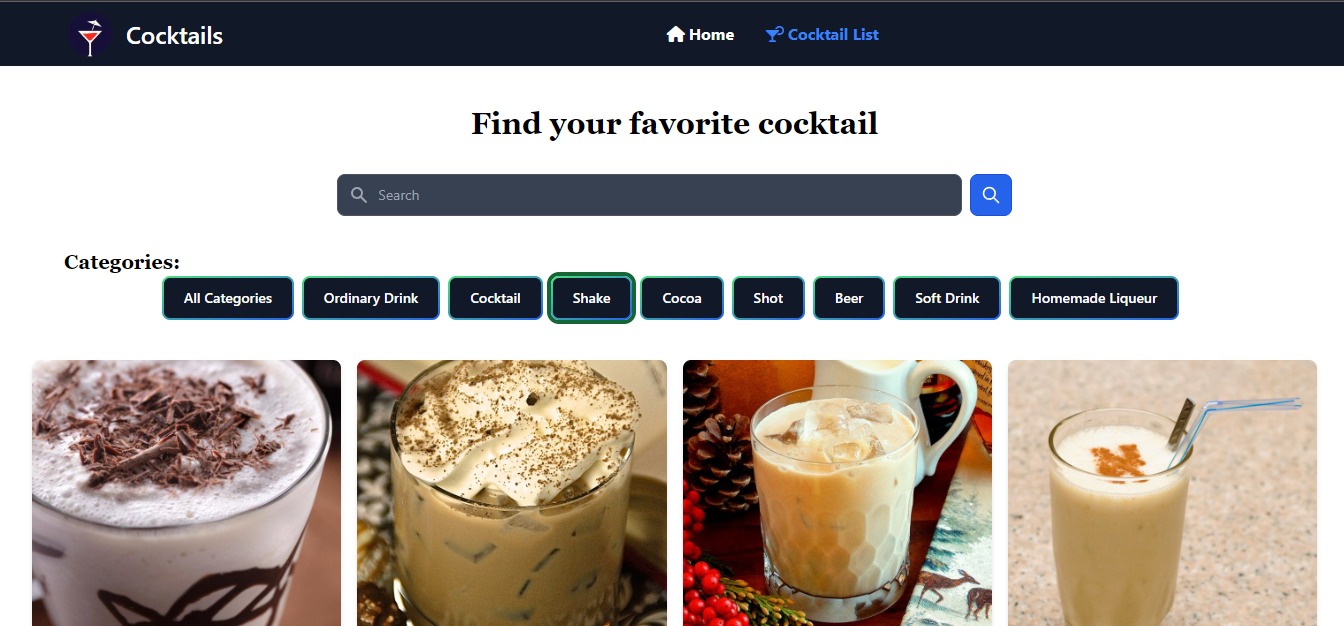 Cocktails
Home Cocktail List
Find your favorite cocktail
Search
Categories:
All Categories Ordinary Drink Cocktail Shake Cocoa Shot Beer Soft Drink Homemade Liqueur